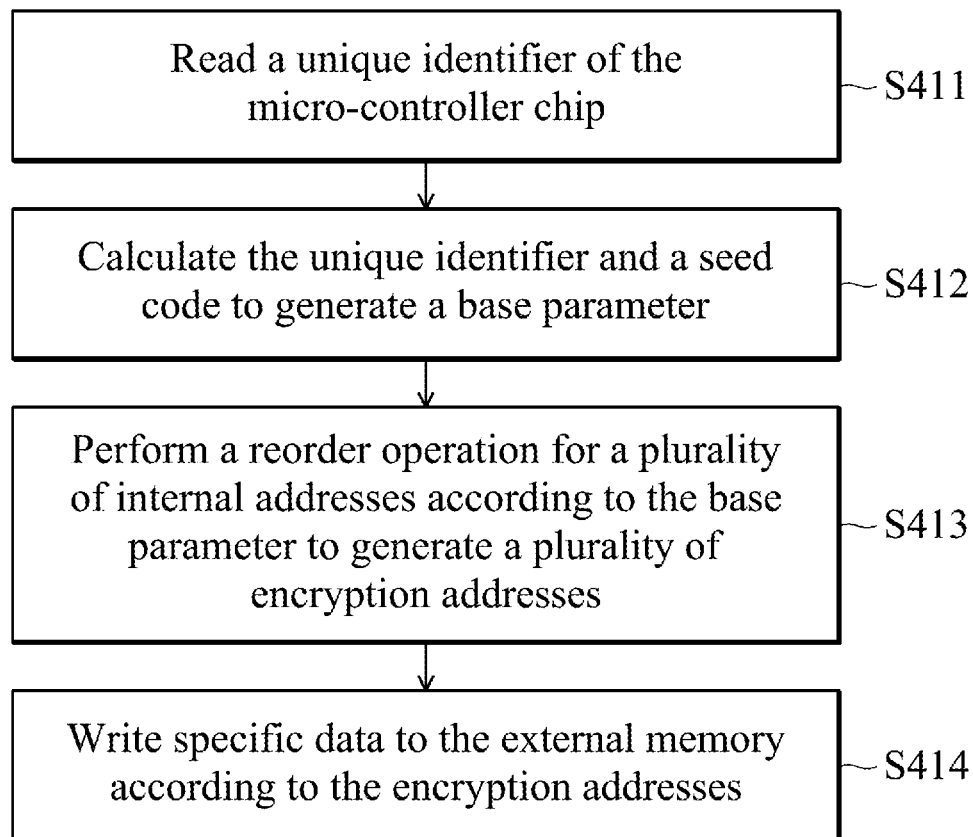 Read a unique identifier of the
micro-controller chip
S411
Calculate the unique identifier and a seed
code to generate a base parameter
S412
Perform a reorder operation for a plurality
of internal addresses according to the base
parameter to generate a plurality of
encryption addresses
S413
Write specific data to the external memory
according to the encryption addresses
S414